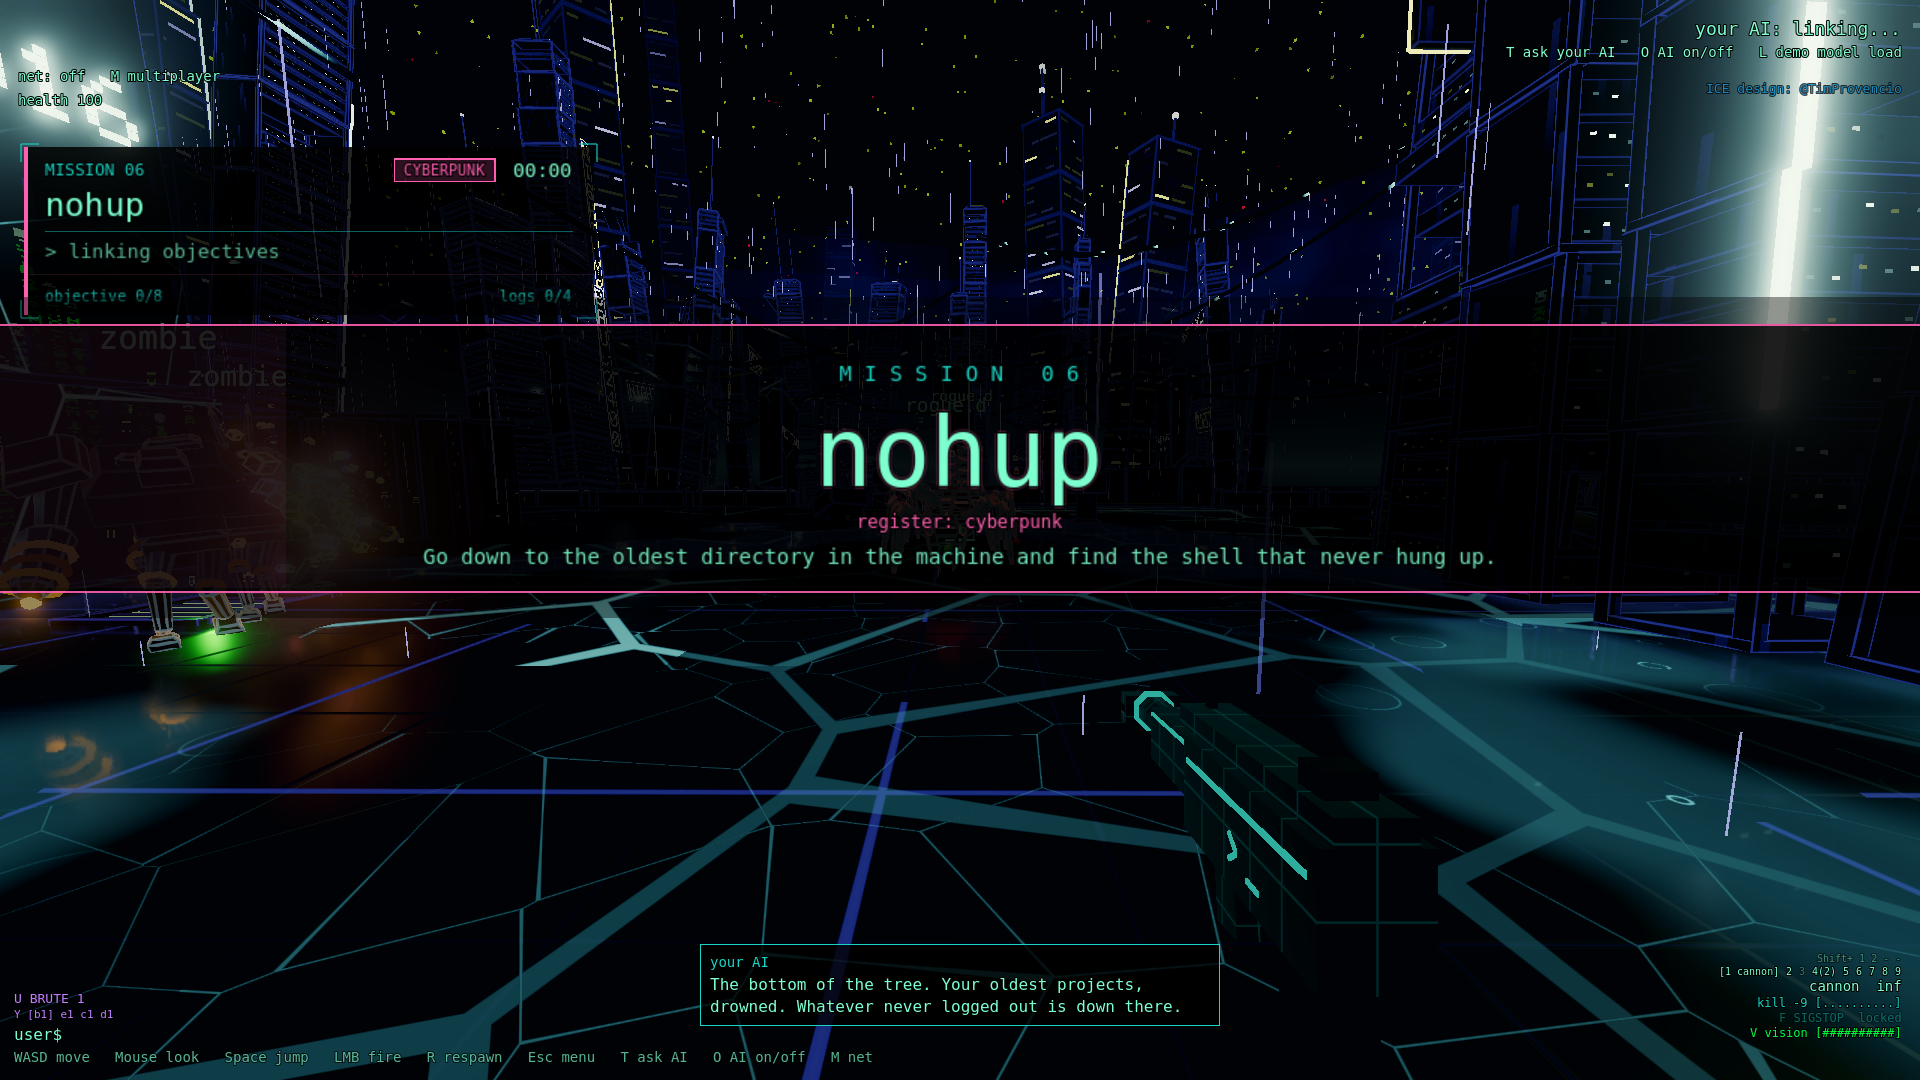 your AI: linking...
T ask your AI   O AI on/off   L demo model load
net: off   M multiplayer
health 100
ICE design: @TimProvencio
MISSION 06   CYBERPUNK   00:00
nohup
> linking objectives
objective 0/8   logs 0/4
zombie
zombie
MISSION 06
rogue.d
rogue.d
nohup
register: cyberpunk
Go down to the oldest directory in the machine and find the shell that never hung up.
your AI
The bottom of the tree. Your oldest projects,
drowned. Whatever never logged out is down there.
Shift+ 1 2 - -
[1 cannon] 2 3 4(2) 5 6 7 8 9
cannon  inf
kill -9 [..........]
F SIGSTOP  locked
V vision [##########]
U BRUTE 1
Y [b1] e1 c1 d1
user$
WASD move   Mouse look   Space jump   LMB fire   R respawn   Esc menu   T ask AI   O AI on/off   M net